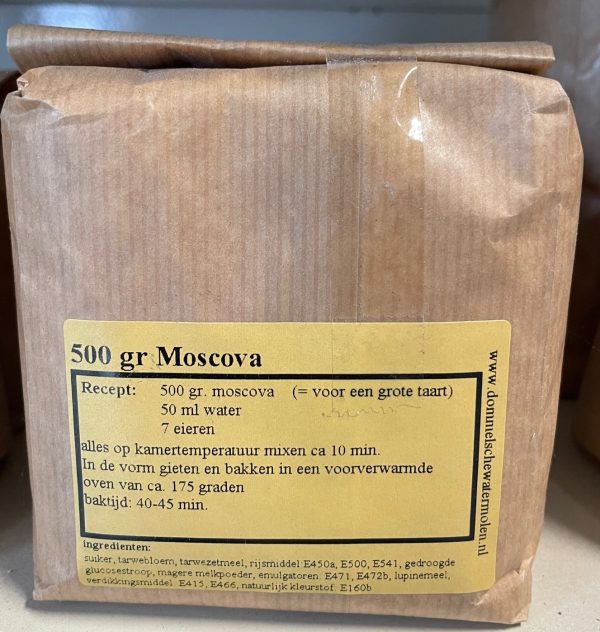 500 gr Moscova
Recept: 500 gr. moscova (= voor een grote taart)
50 ml water
7 eieren
alles op kamertemperatuur mixen ca 10 min.
In de vorm gieten en bakken in een voorverwarmde
oven van ca. 175 graden
baktijd: 40-45 min.
ingredienten:
suiker, tarwebloem, tarwezetmeel, rijsmiddel E450a, E500, E541, gedroogde
glucosestroop, magere melkpoeder, emulgatoren. E471, E472b, lupinemeel,
verdikkingsmiddel. E415, E466, natuurlijk kleurstof. E160b
www.dommelschewatermolen.nl